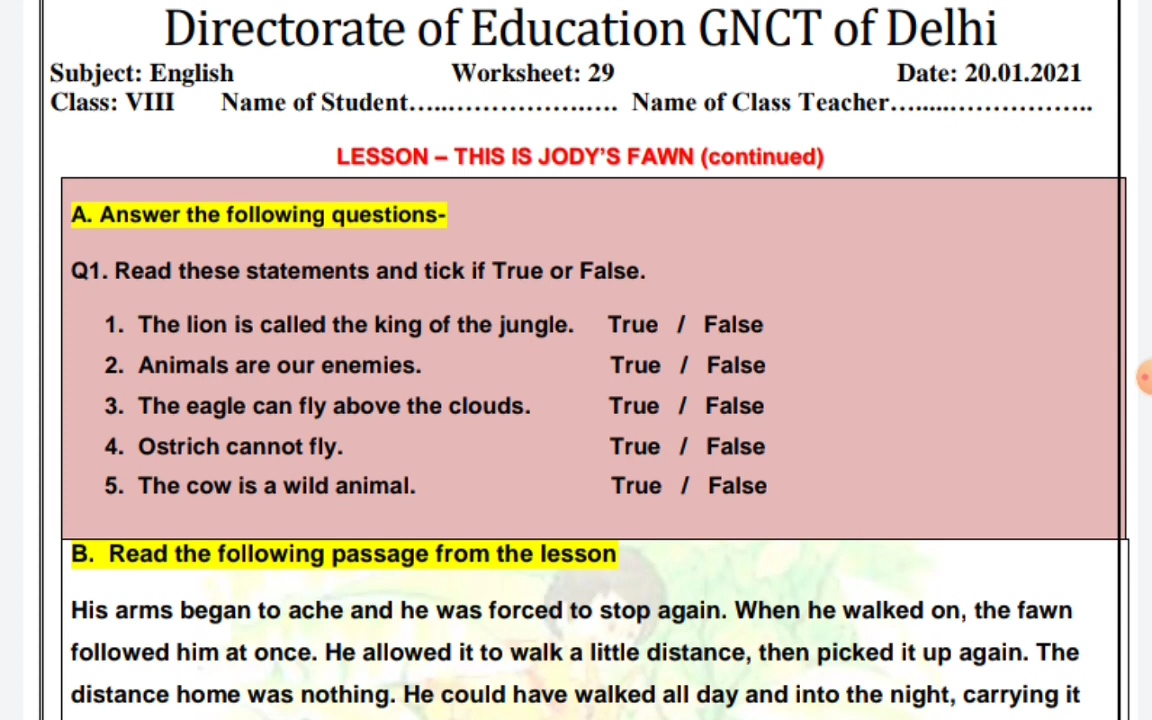 Directorate of Education GNCT of Delhi
Subject: English Worksheet: 29 Date: 20.01.2021
Class: VIII Name of Student…..……………….…. Name of Class Teacher….....………………..
LESSON – THIS IS JODY'S FAWN (continued)
A. Answer the following questions-
Q1. Read these statements and tick if True or False.
1. The lion is called the king of the jungle. True / False
2. Animals are our enemies. True / False
3. The eagle can fly above the clouds. True / False
4. Ostrich cannot fly. True / False
5. The cow is a wild animal. True / False
B. Read the following passage from the lesson
His arms began to ache and he was forced to stop again. When he walked on, the fawn
followed him at once. He allowed it to walk a little distance, then picked it up again. The
distance home was nothing. He could have walked all day and into the night, carrying it